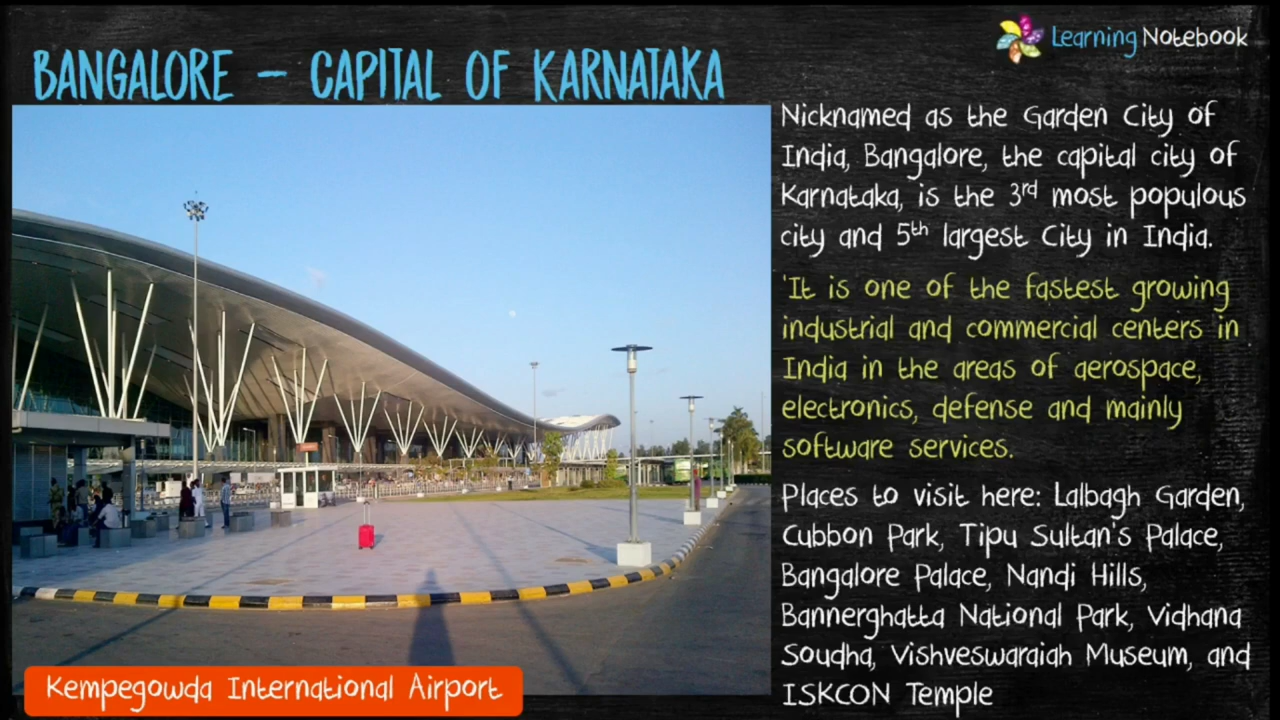 Learning Notebook
BANGALORE – CAPITAL OF KARNATAKA
Nicknamed as the Garden City of
India, Bangalore, the capital city of
Karnataka, is the 3rd most populous
city and 5th largest City in India.
'It is one of the fastest growing
industrial and commercial centers in
India in the areas of aerospace,
electronics, defense and mainly
software services.
Places to visit here: Lalbagh Garden,
Cubbon Park, Tipu Sultan's Palace,
Bangalore Palace, Nandi Hills,
Bannerghatta National Park, Vidhana
Soudha, Vishveswaraiah Museum, and
ISKCON Temple
Kempegowda International Airport